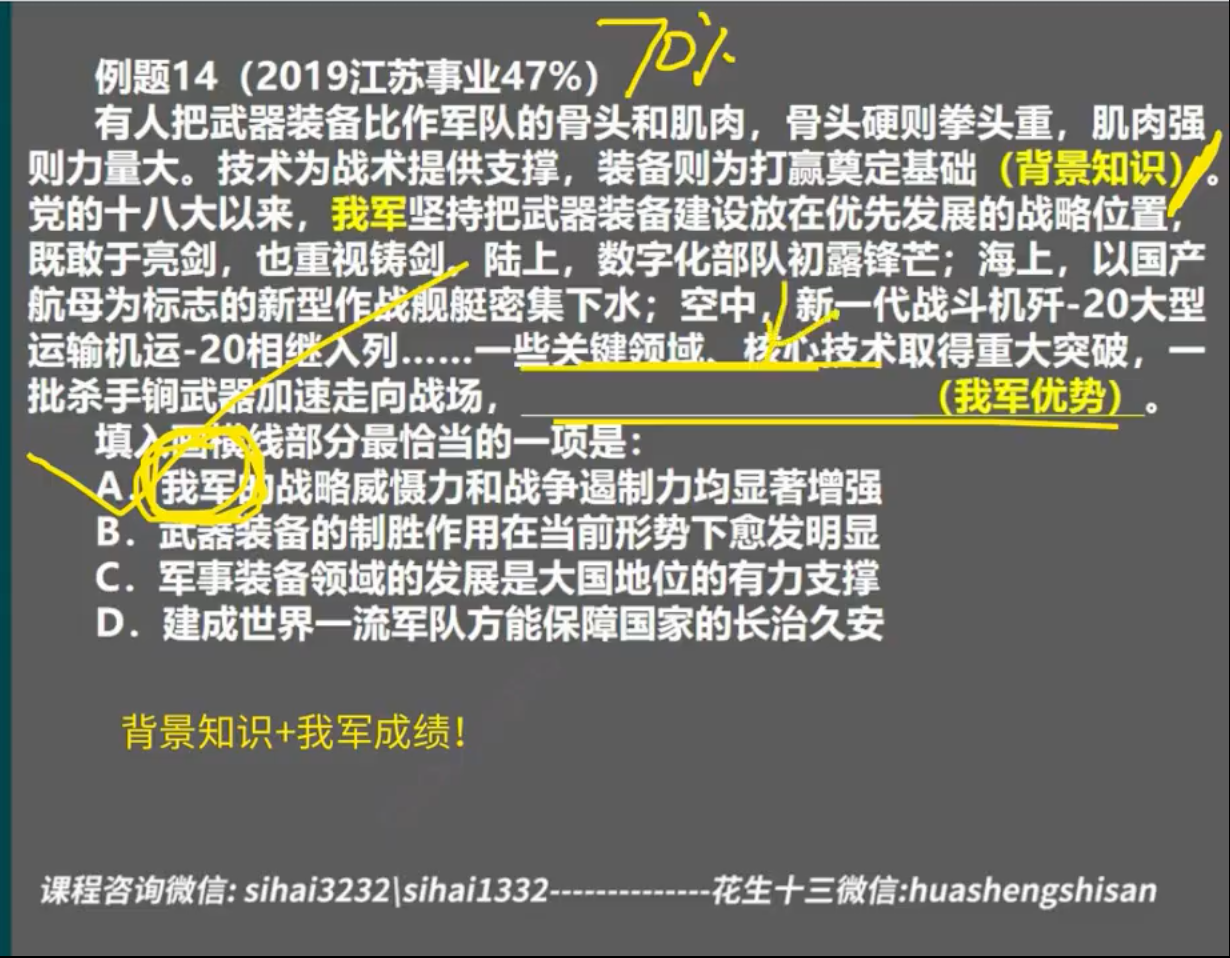 70%
例题14（2019江苏事业47%）
有人把武器装备比作军队的骨头和肌肉，骨头硬则拳头重，肌肉强
则力量大。技术为战术提供支撑，装备则为打赢奠定基础（背景知识）。
党的十八大以来，我军坚持把武器装备建设放在优先发展的战略位置，
既敢于亮剑，也重视铸剑。陆上，数字化部队初露锋芒；海上，以国产
航母为标志的新型作战舰艇密集下水；空中，新一代战斗机歼-20大型
运输机运-20相继入列……一些关键领域、核心技术取得重大突破，一
批杀手锏武器加速走向战场，（我军优势）。
填入画横线部分最恰当的一项是：
A．我军的战略威慑力和战争遏制力均显著增强
B．武器装备的制胜作用在当前形势下愈发明显
C．军事装备领域的发展是大国地位的有力支撑
D．建成世界一流军队方能保障国家的长治久安
背景知识+我军成绩！
课程咨询微信: sihai3232\sihai1332--------------花生十三微信:huashengshisan